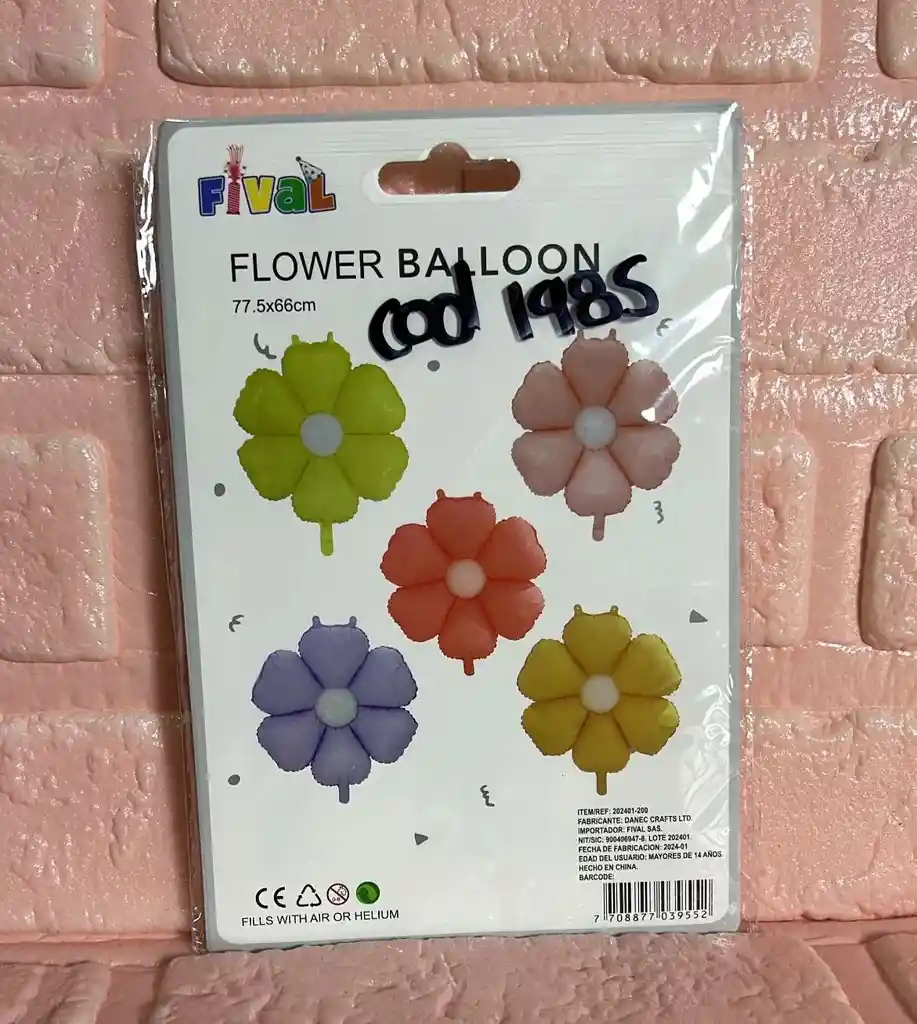 FIVAL
FLOWER BALLOON
77.5x66cm
cod 1985
ITEM/REF: 202401-200
FABRICANTE: DANEC CRAFTS LTD.
IMPORTADOR: FIVAL SAS.
NIT/SIC: 900406947-8. LOTE 202401.
FECHA DE FABRICACION: 2024-01
EDAD DEL USUARIO: MAYORES DE 14 AÑOS.
HECHO EN CHINA.
BARCODE:
7 708877 039552
CE
FILLS WITH AIR OR HELIUM